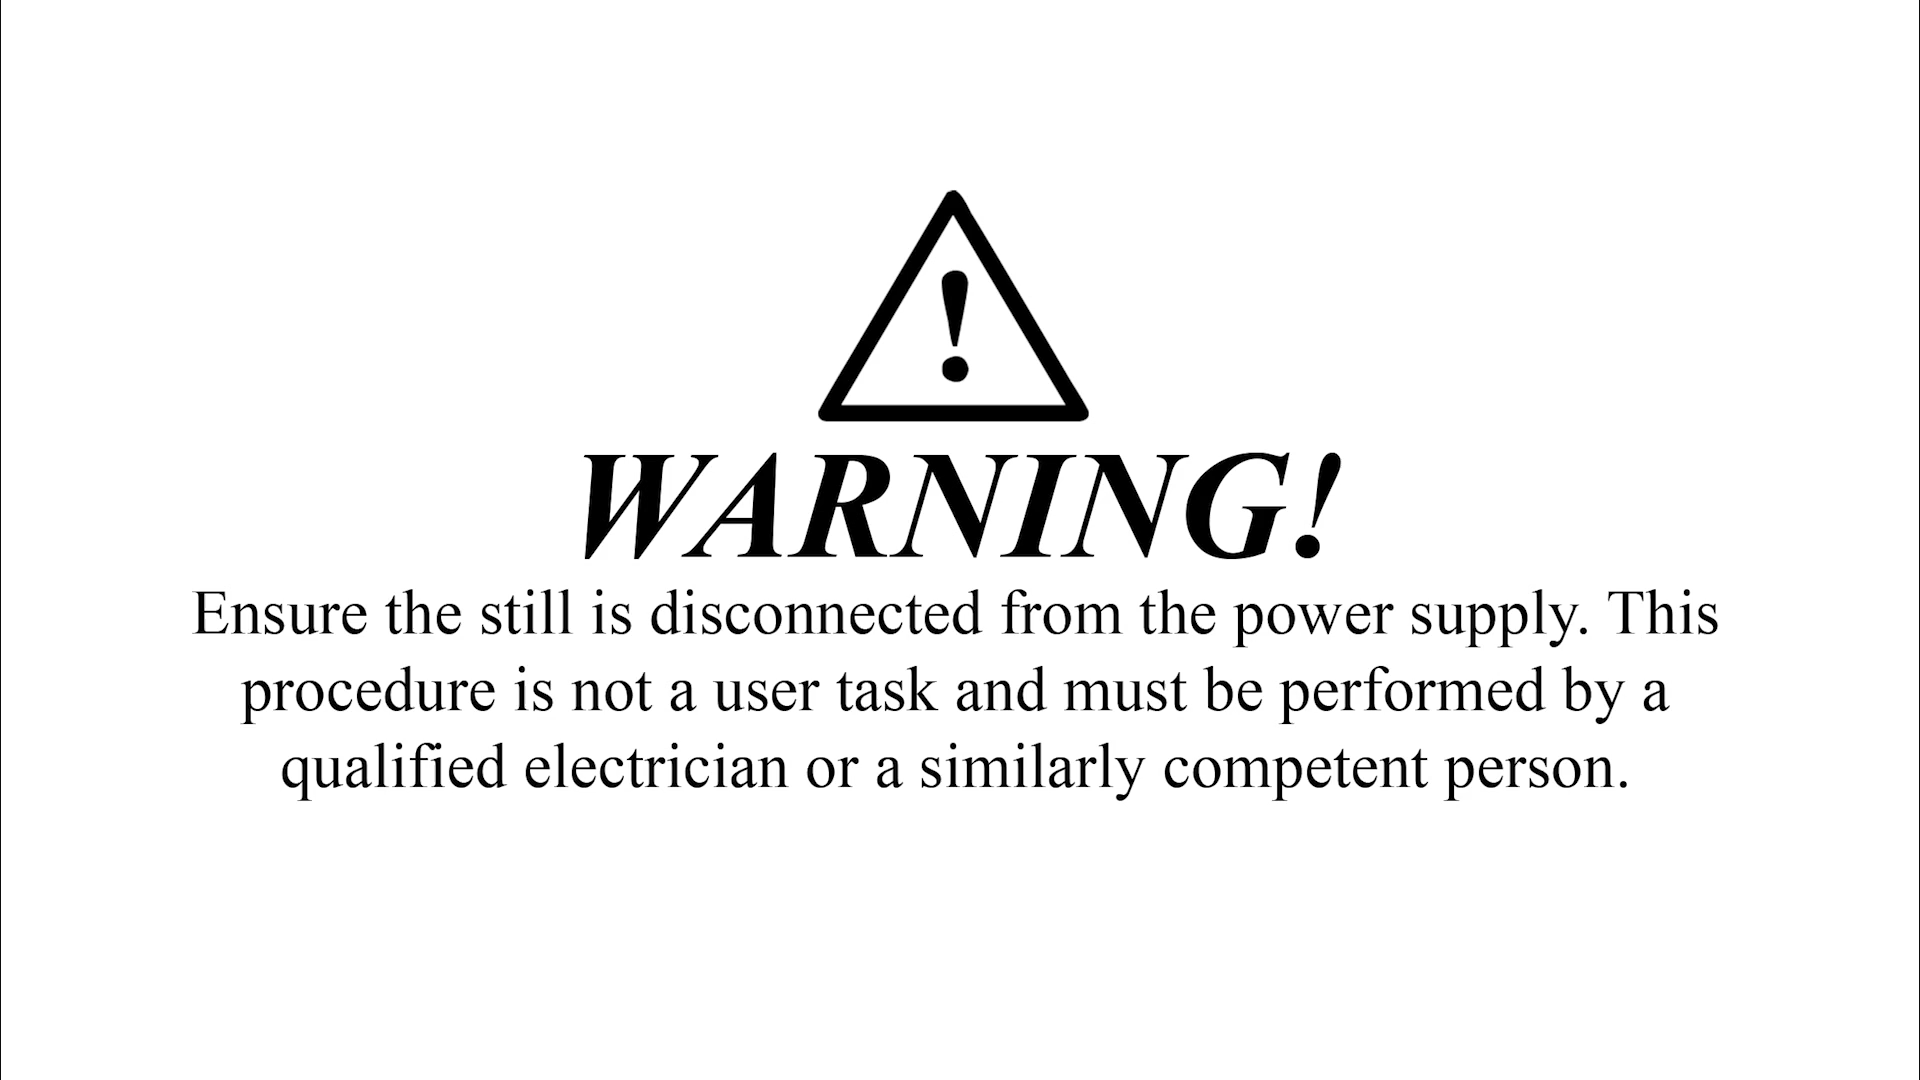 WARNING!
Ensure the still is disconnected from the power supply. This
procedure is not a user task and must be performed by a
qualified electrician or a similarly competent person.